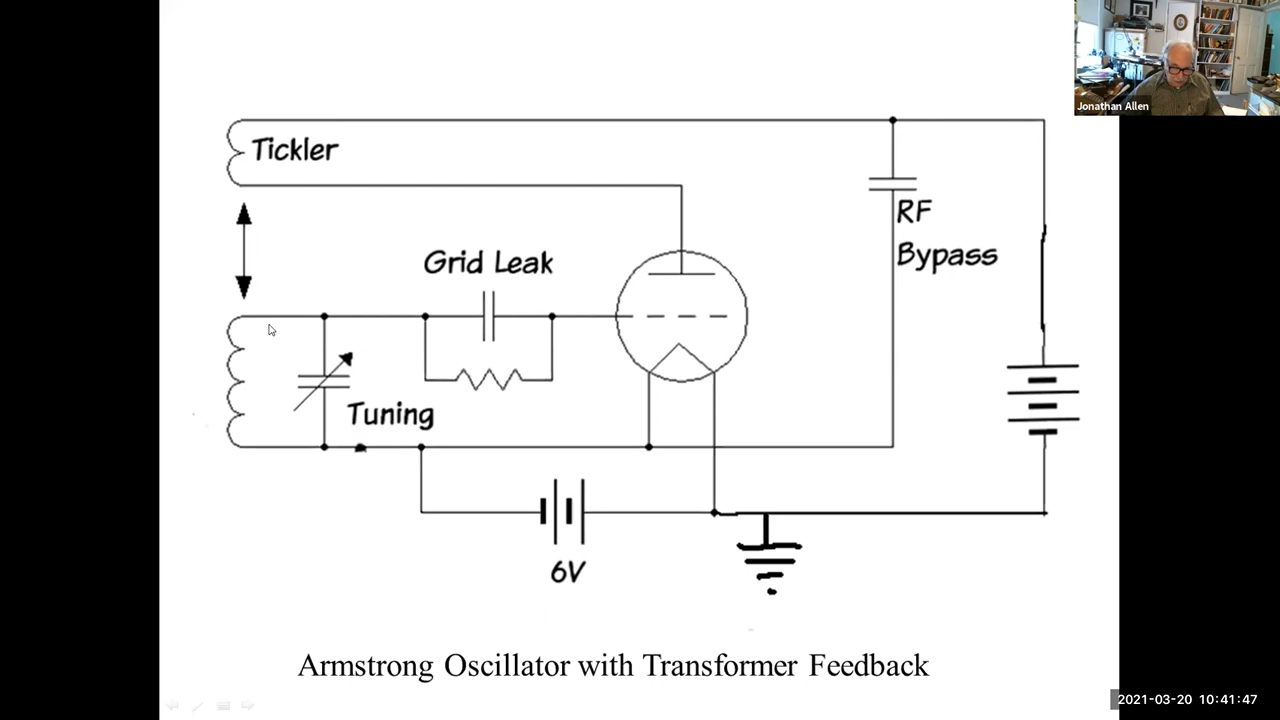 Jonathan Allen
Tickler
RF
Bypass
Grid Leak
Tuning
6V
Armstrong Oscillator with Transformer Feedback
2021-03-20 10:41:47